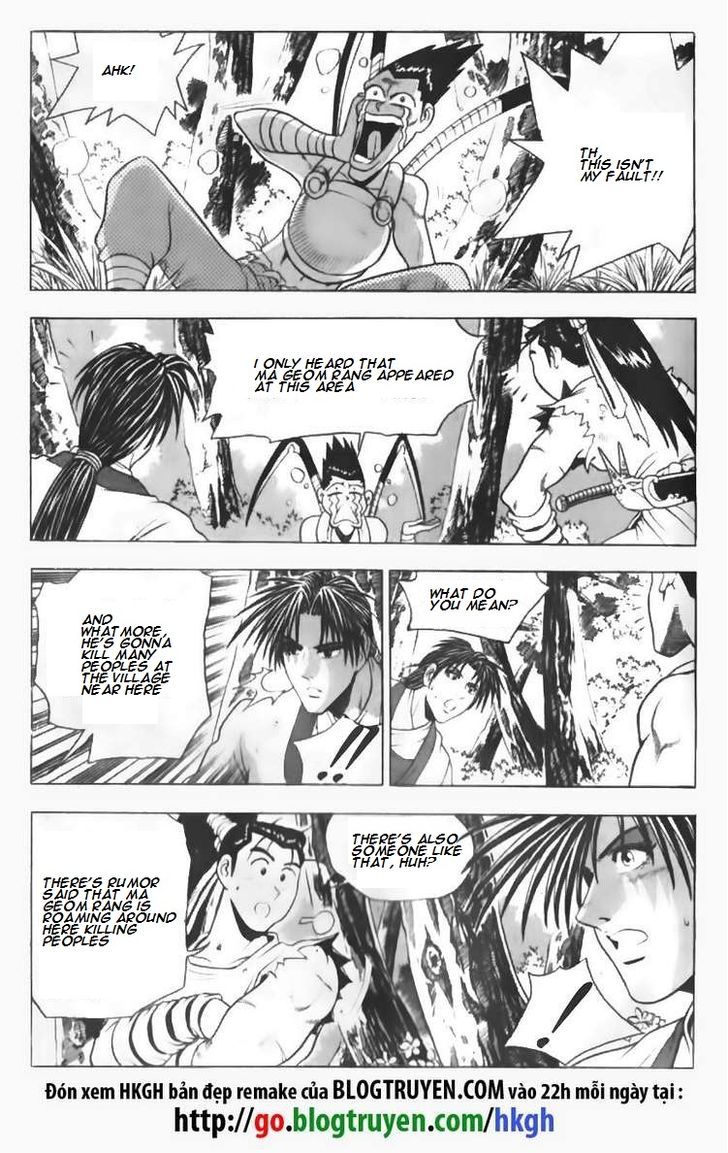 AHK!
TH,
THIS ISN'T
MY FAULT!!
I ONLY HEARD THAT
MA GEOM RANG APPEARED
AT THIS AREA
AND
WHATMORE,
HE'S GONNA
KILL MANY
PEOPLES AT
THE VILLAGE
NEAR HERE
!!
WHAT DO
YOU MEAN?
THERE'S RUMOR
SAID THAT MA
GEOM RANG IS
ROAMING AROUND
HERE KILLING
PEOPLES
THERE'S ALSO
SOMEONE LIKE
THAT, HUH?
!
Đón xem HKGH bản đẹp remake của BLOGTRUYEN.COM vào 22h mỗi ngày tại :
http://go.blogtruyen.com/hkgh